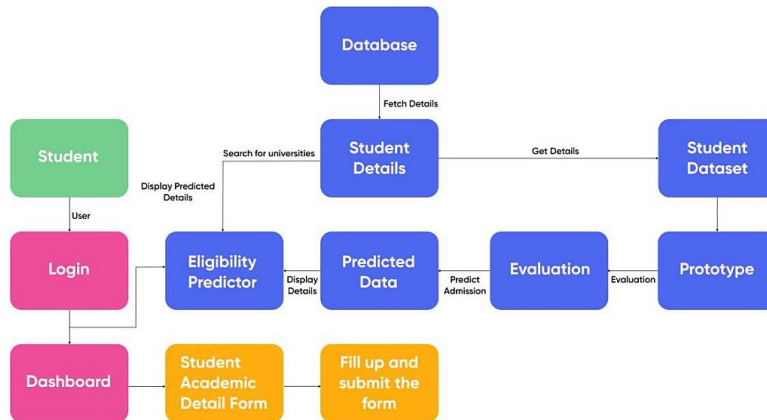 Database
Fetch Details
Student
Student
Details
Student
Dataset
Search for universities
Get Details
Display Predicted
Details
User
Login
Eligibility
Predictor
Display
Details
Predicted
Data
Predict
Admission
Evaluation
Evaluation
Prototype
Dashboard
Student
Academic
Detail Form
Fill up and
submit the
form